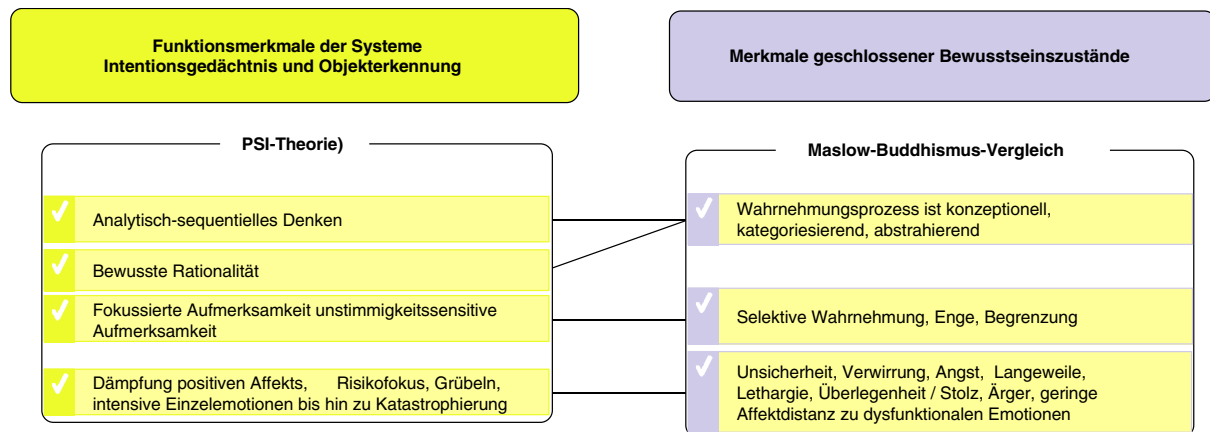 Funktionsmerkmale der Systeme
Intentionsgedächtnis und Objekterkennung
Merkmale geschlossener Bewusstseinszustände
PSI-Theorie)
Analytisch-sequentielles Denken
Bewusste Rationalität
Fokussierte Aufmerksamkeit unstimmigkeitssensitive
Aufmerksamkeit
Dämpfung positiven Affekts, Risikofokus, Grübeln,
intensive Einzelemotionen bis hin zu Katastrophierung
Maslow-Buddhismus-Vergleich
Wahrnehmungsprozess ist konzeptionell,
kategoriesierend, abstrahierend
Selektive Wahrnehmung, Enge, Begrenzung
Unsicherheit, Verwirrung, Angst, Langeweile,
Lethargie, Überlegenheit / Stolz, Ärger, geringe
Affektdistanz zu dysfunktionalen Emotionen